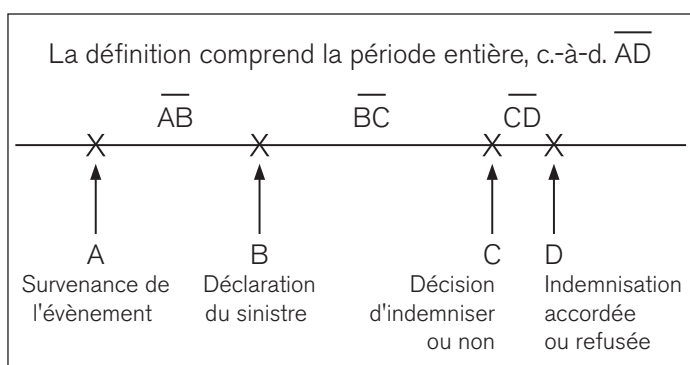 La définition comprend la période entière, c.-à-d. AD
AB BC CD
X X X X
A B C D
Survenance de
l'évènement
Déclaration
du sinistre
Décision
d'indemniser
ou non
Indemnisation
accordée
ou refusée